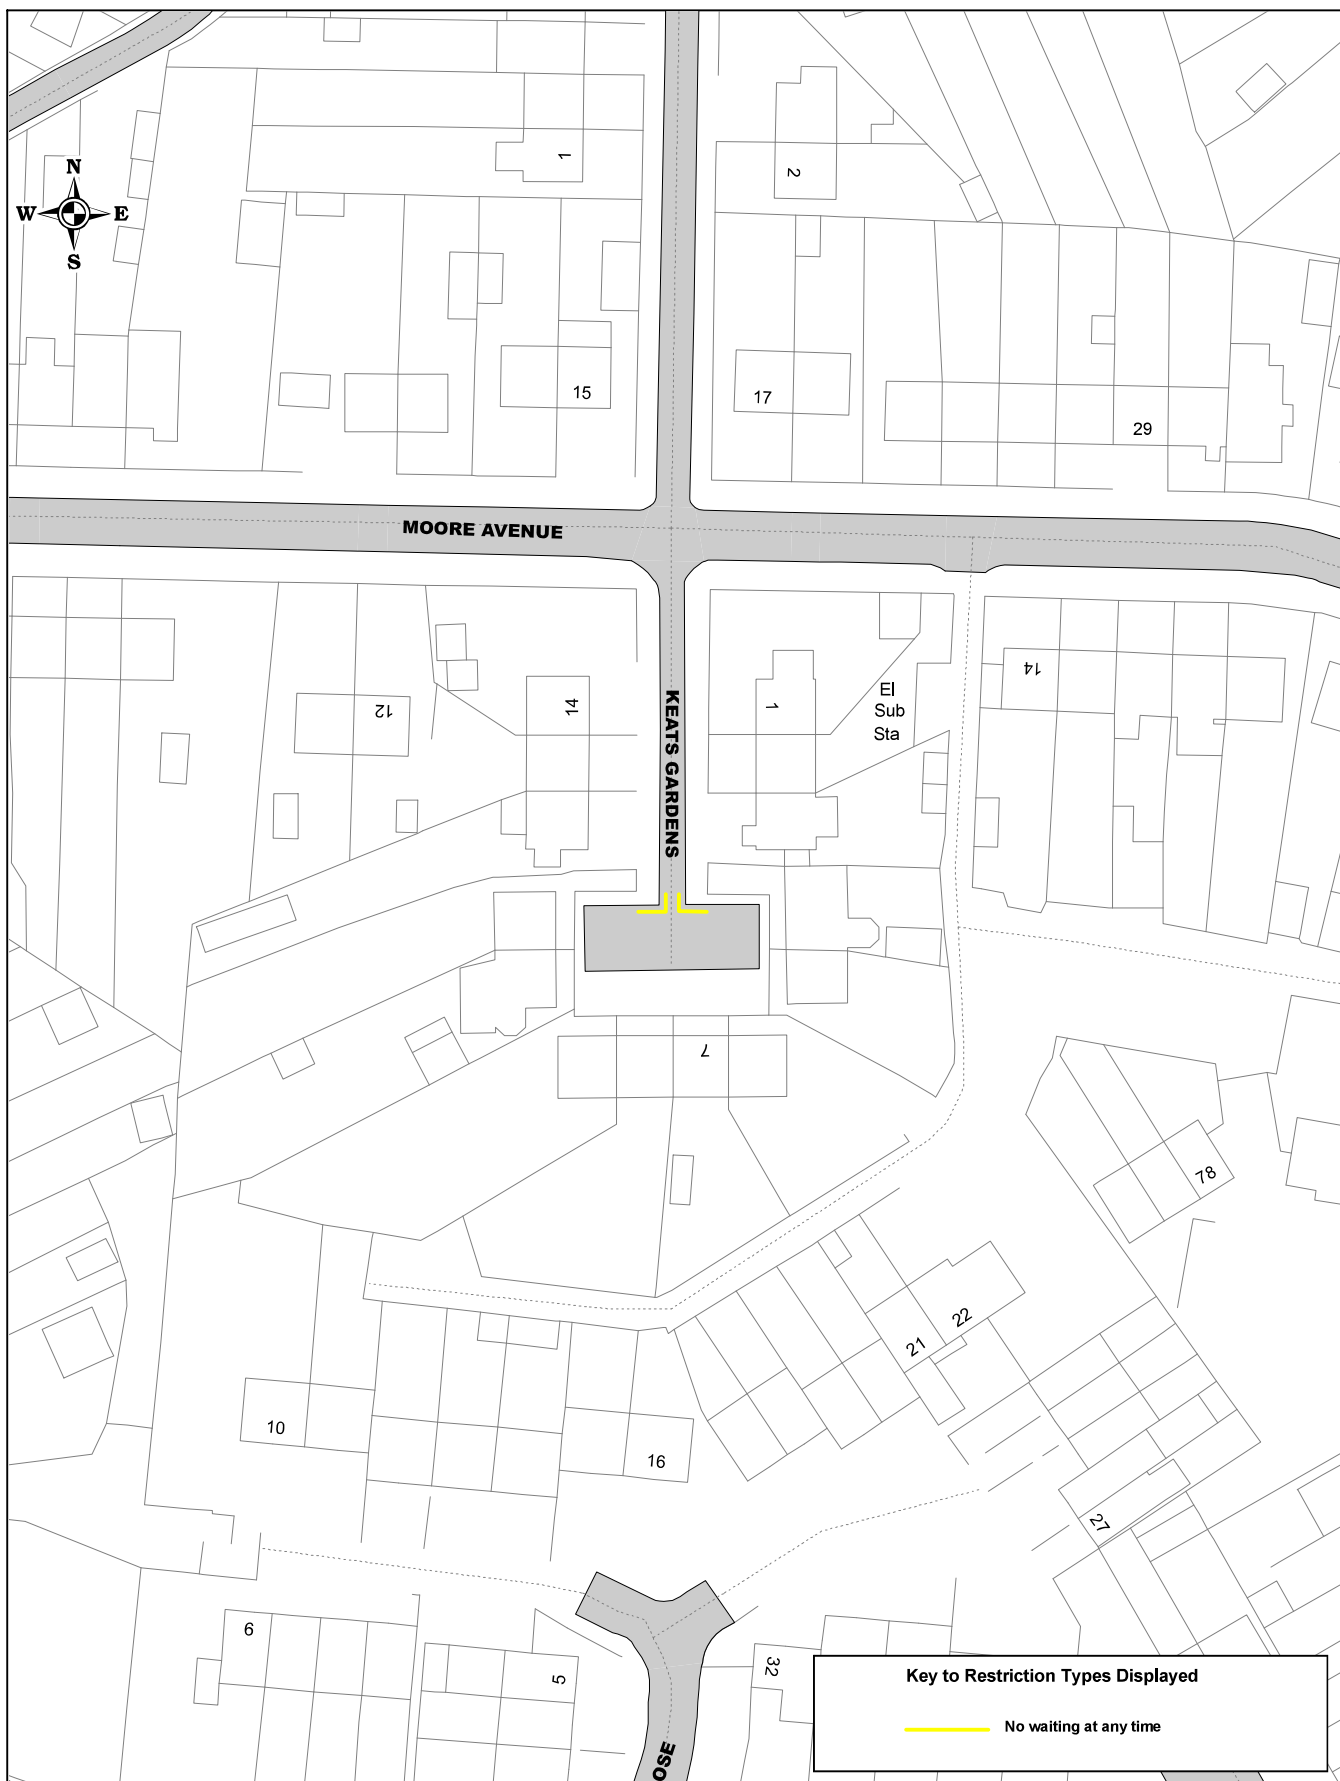 1
2
N
W
E
S
15
17
29
MOORE AVENUE
KEATS GARDENS
12
14
1
El
Sub
Sta
14
7
78
22
21
10
16
27
6
5
32
OSE
Key to Restriction Types Displayed
No waiting at any time